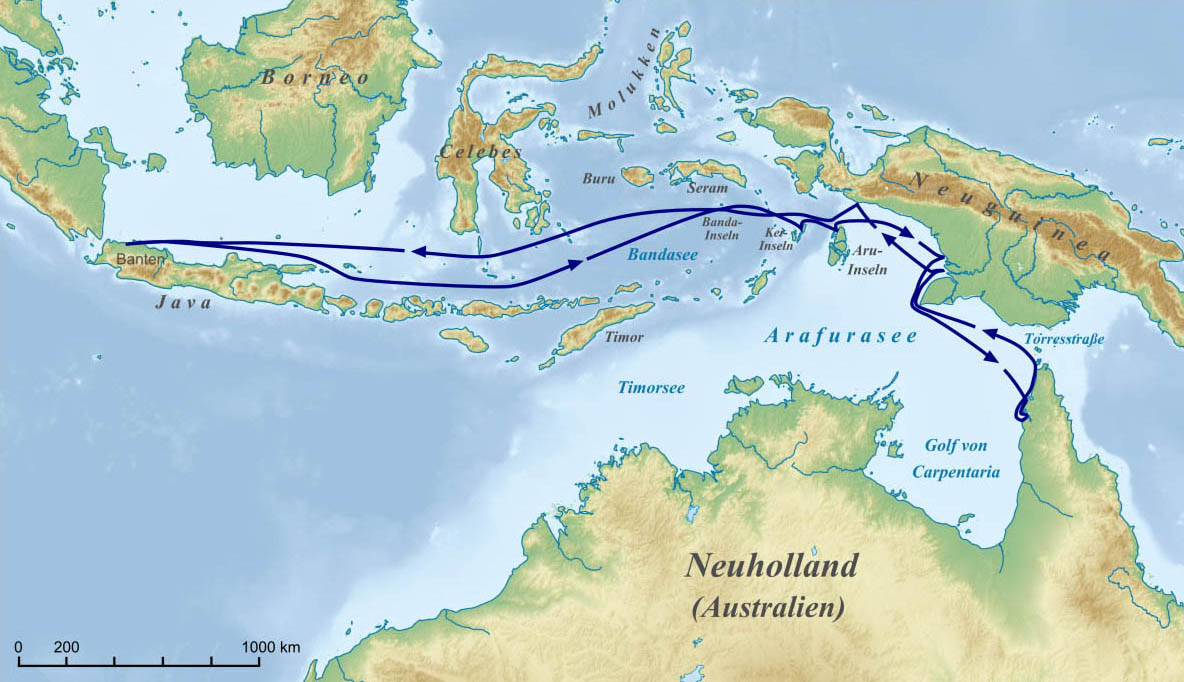 Molukken
Borneo
Celebes
Buru
Seram
Neuguinea
Banda-
Inseln
Kei-
Inseln
Aru-
Inseln
Bandasee
Banten
Java
Timor
Arafurasee
Torresstraße
Timorsee
Golf von
Carpentaria
Neuholland
(Australien)
0 200 1000 km